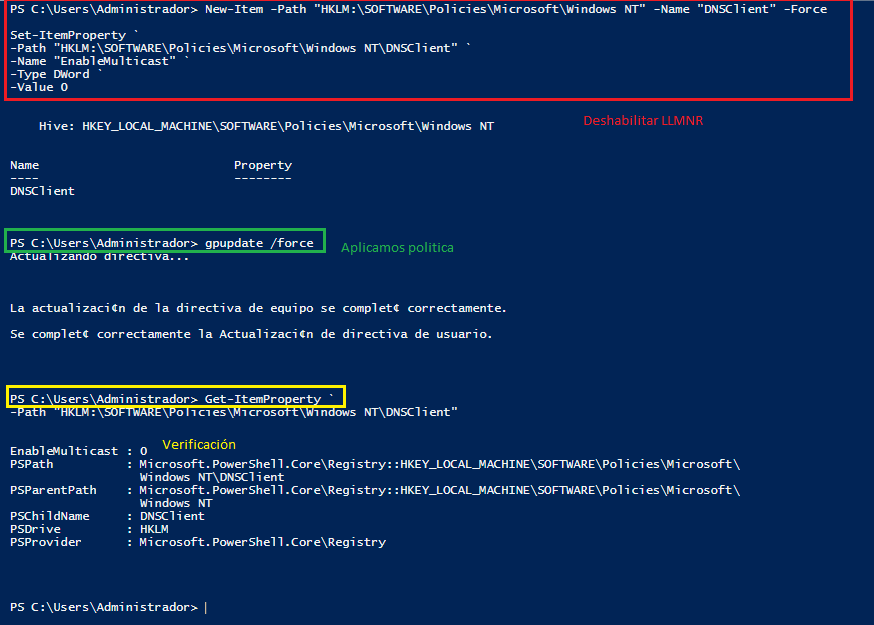 PS C:\Users\Administrador> New-Item -Path "HKLM:\SOFTWARE\Policies\Microsoft\Windows NT" -Name "DNSClient" -Force
Set-ItemProperty `
-Path "HKLM:\SOFTWARE\Policies\Microsoft\Windows NT\DNSClient" `
-Name "EnableMulticast" `
-Type DWord `
-Value 0
Hive: HKEY_LOCAL_MACHINE\SOFTWARE\Policies\Microsoft\Windows NT
Deshabilitar LLMNR
Name Property
---- --------
DNSClient
PS C:\Users\Administrador> gpupdate /force
Aplicamos politica
Actualizando directiva...
La actualizaci¢n de la directiva de equipo se complet¢ correctamente.
Se complet¢ correctamente la Actualizaci¢n de directiva de usuario.
PS C:\Users\Administrador> Get-ItemProperty `
-Path "HKLM:\SOFTWARE\Policies\Microsoft\Windows NT\DNSClient"
Verificación
EnableMulticast : 0
PSPath : Microsoft.PowerShell.Core\Registry::HKEY_LOCAL_MACHINE\SOFTWARE\Policies\Microsoft\
Windows NT\DNSClient
PSParentPath : Microsoft.PowerShell.Core\Registry::HKEY_LOCAL_MACHINE\SOFTWARE\Policies\Microsoft\
Windows NT
PSChildName : DNSClient
PSDrive : HKLM
PSProvider : Microsoft.PowerShell.Core\Registry
PS C:\Users\Administrador>